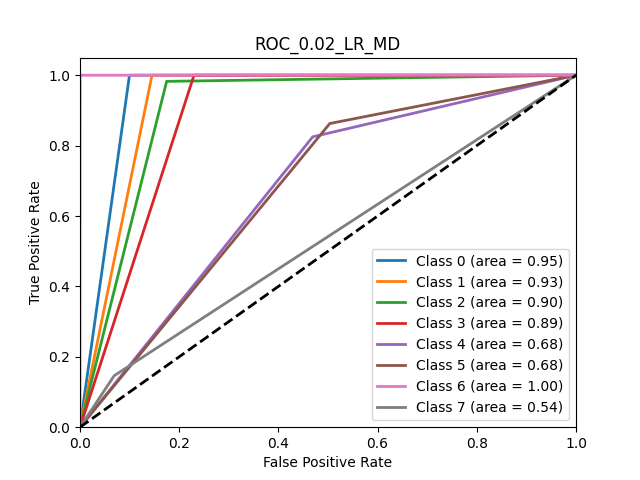 ROC_0.02_LR_MD
True Positive Rate
1.0
0.8
0.6
0.4
0.2
0.0
Class 0 (area = 0.95)
Class 1 (area = 0.93)
Class 2 (area = 0.90)
Class 3 (area = 0.89)
Class 4 (area = 0.68)
Class 5 (area = 0.68)
Class 6 (area = 1.00)
Class 7 (area = 0.54)
0.0 0.2 0.4 0.6 0.8 1.0
False Positive Rate